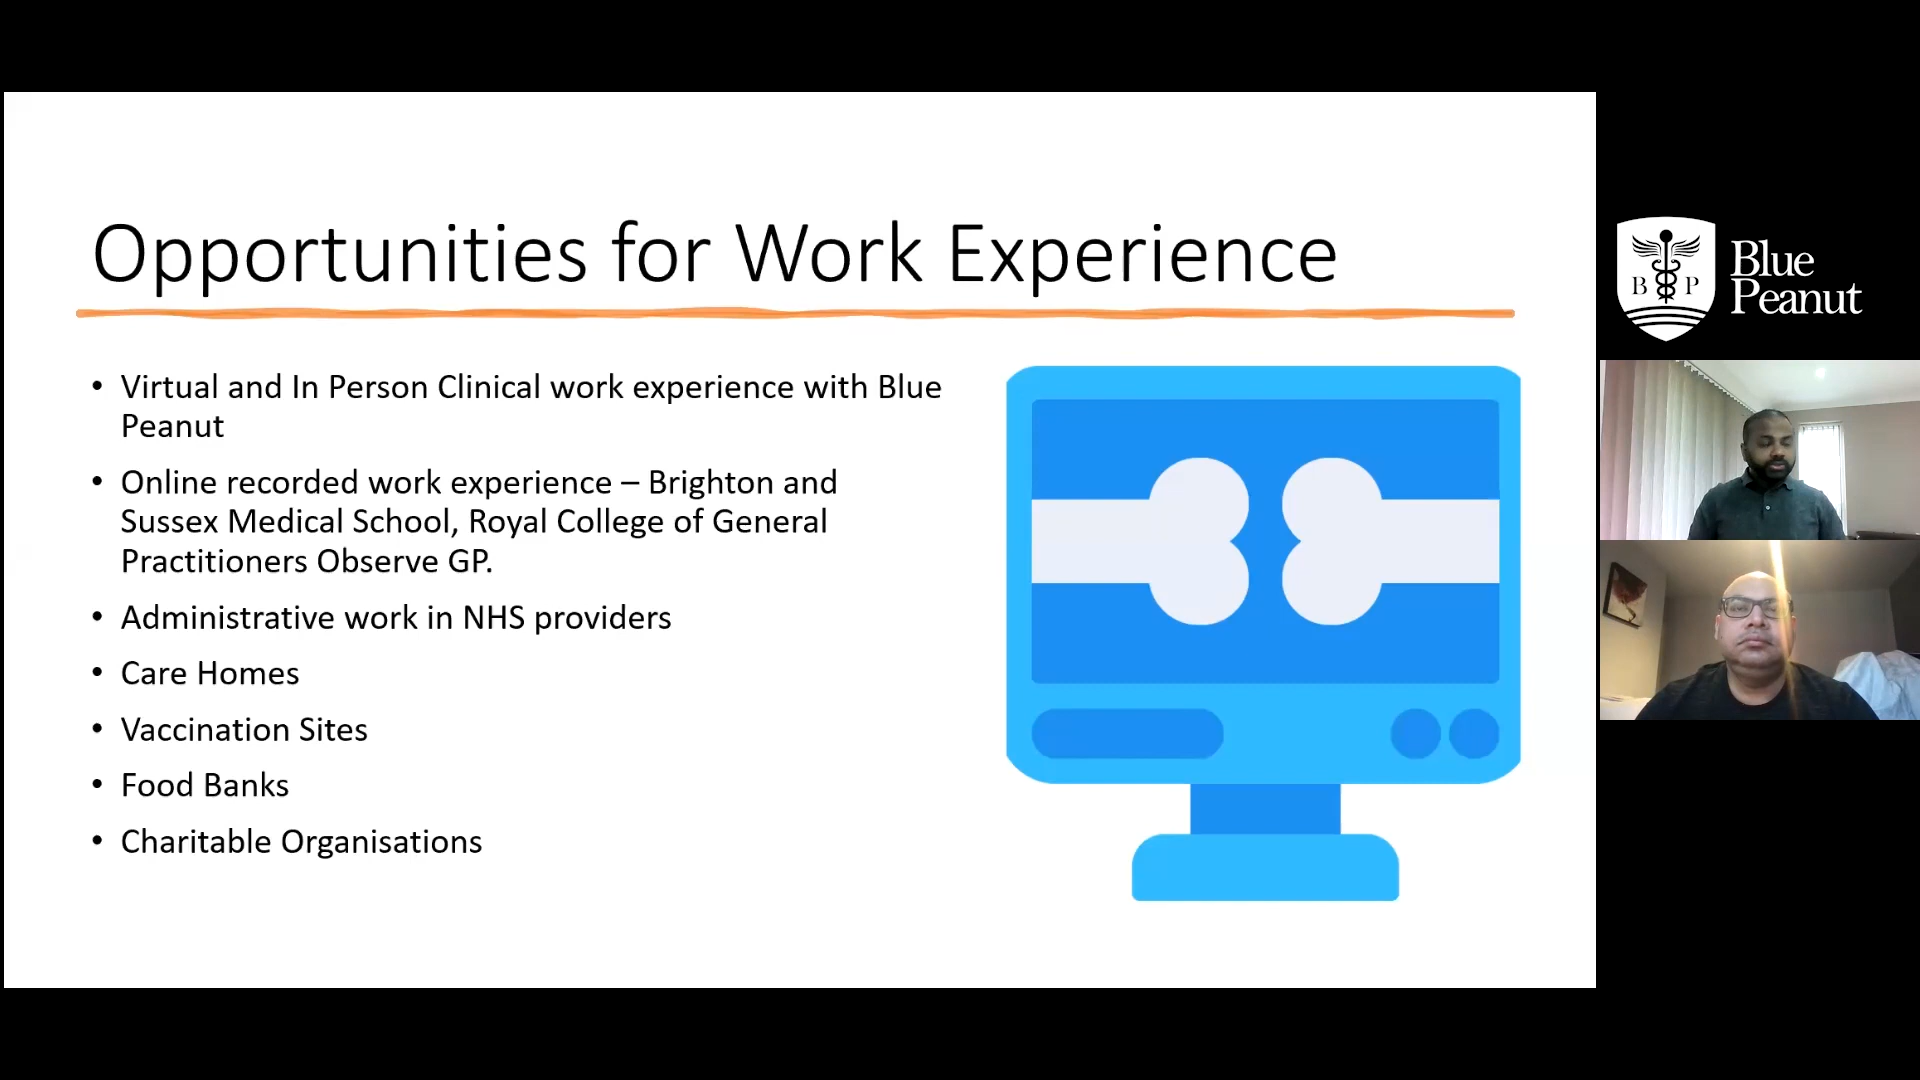 Opportunities for Work Experience
• Virtual and In Person Clinical work experience with Blue
Peanut
• Online recorded work experience – Brighton and
Sussex Medical School, Royal College of General
Practitioners Observe GP.
• Administrative work in NHS providers
• Care Homes
• Vaccination Sites
• Food Banks
• Charitable Organisations
B P
Blue
Peanut